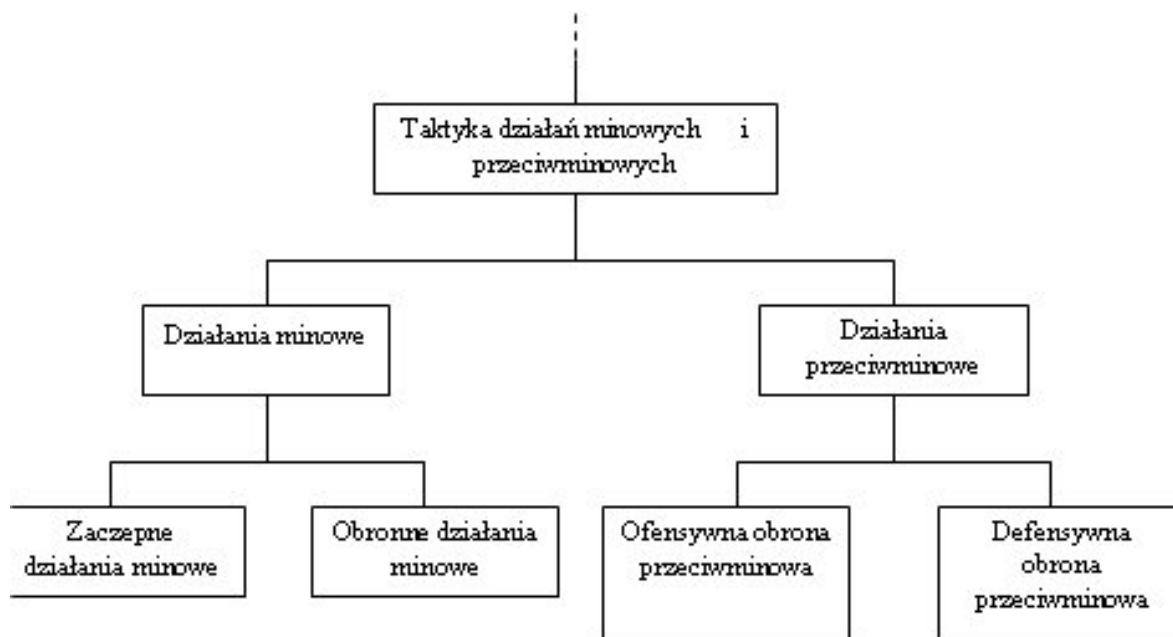 Taktyka działań minowych i
przeciwminowych
Działania minowe
Działania
przeciwminowe
Zaczepne
działania minowe
Obronne działania
minowe
Ofensywna obrona
przeciwminowa
Defensywna
obrona
przeciwminowa